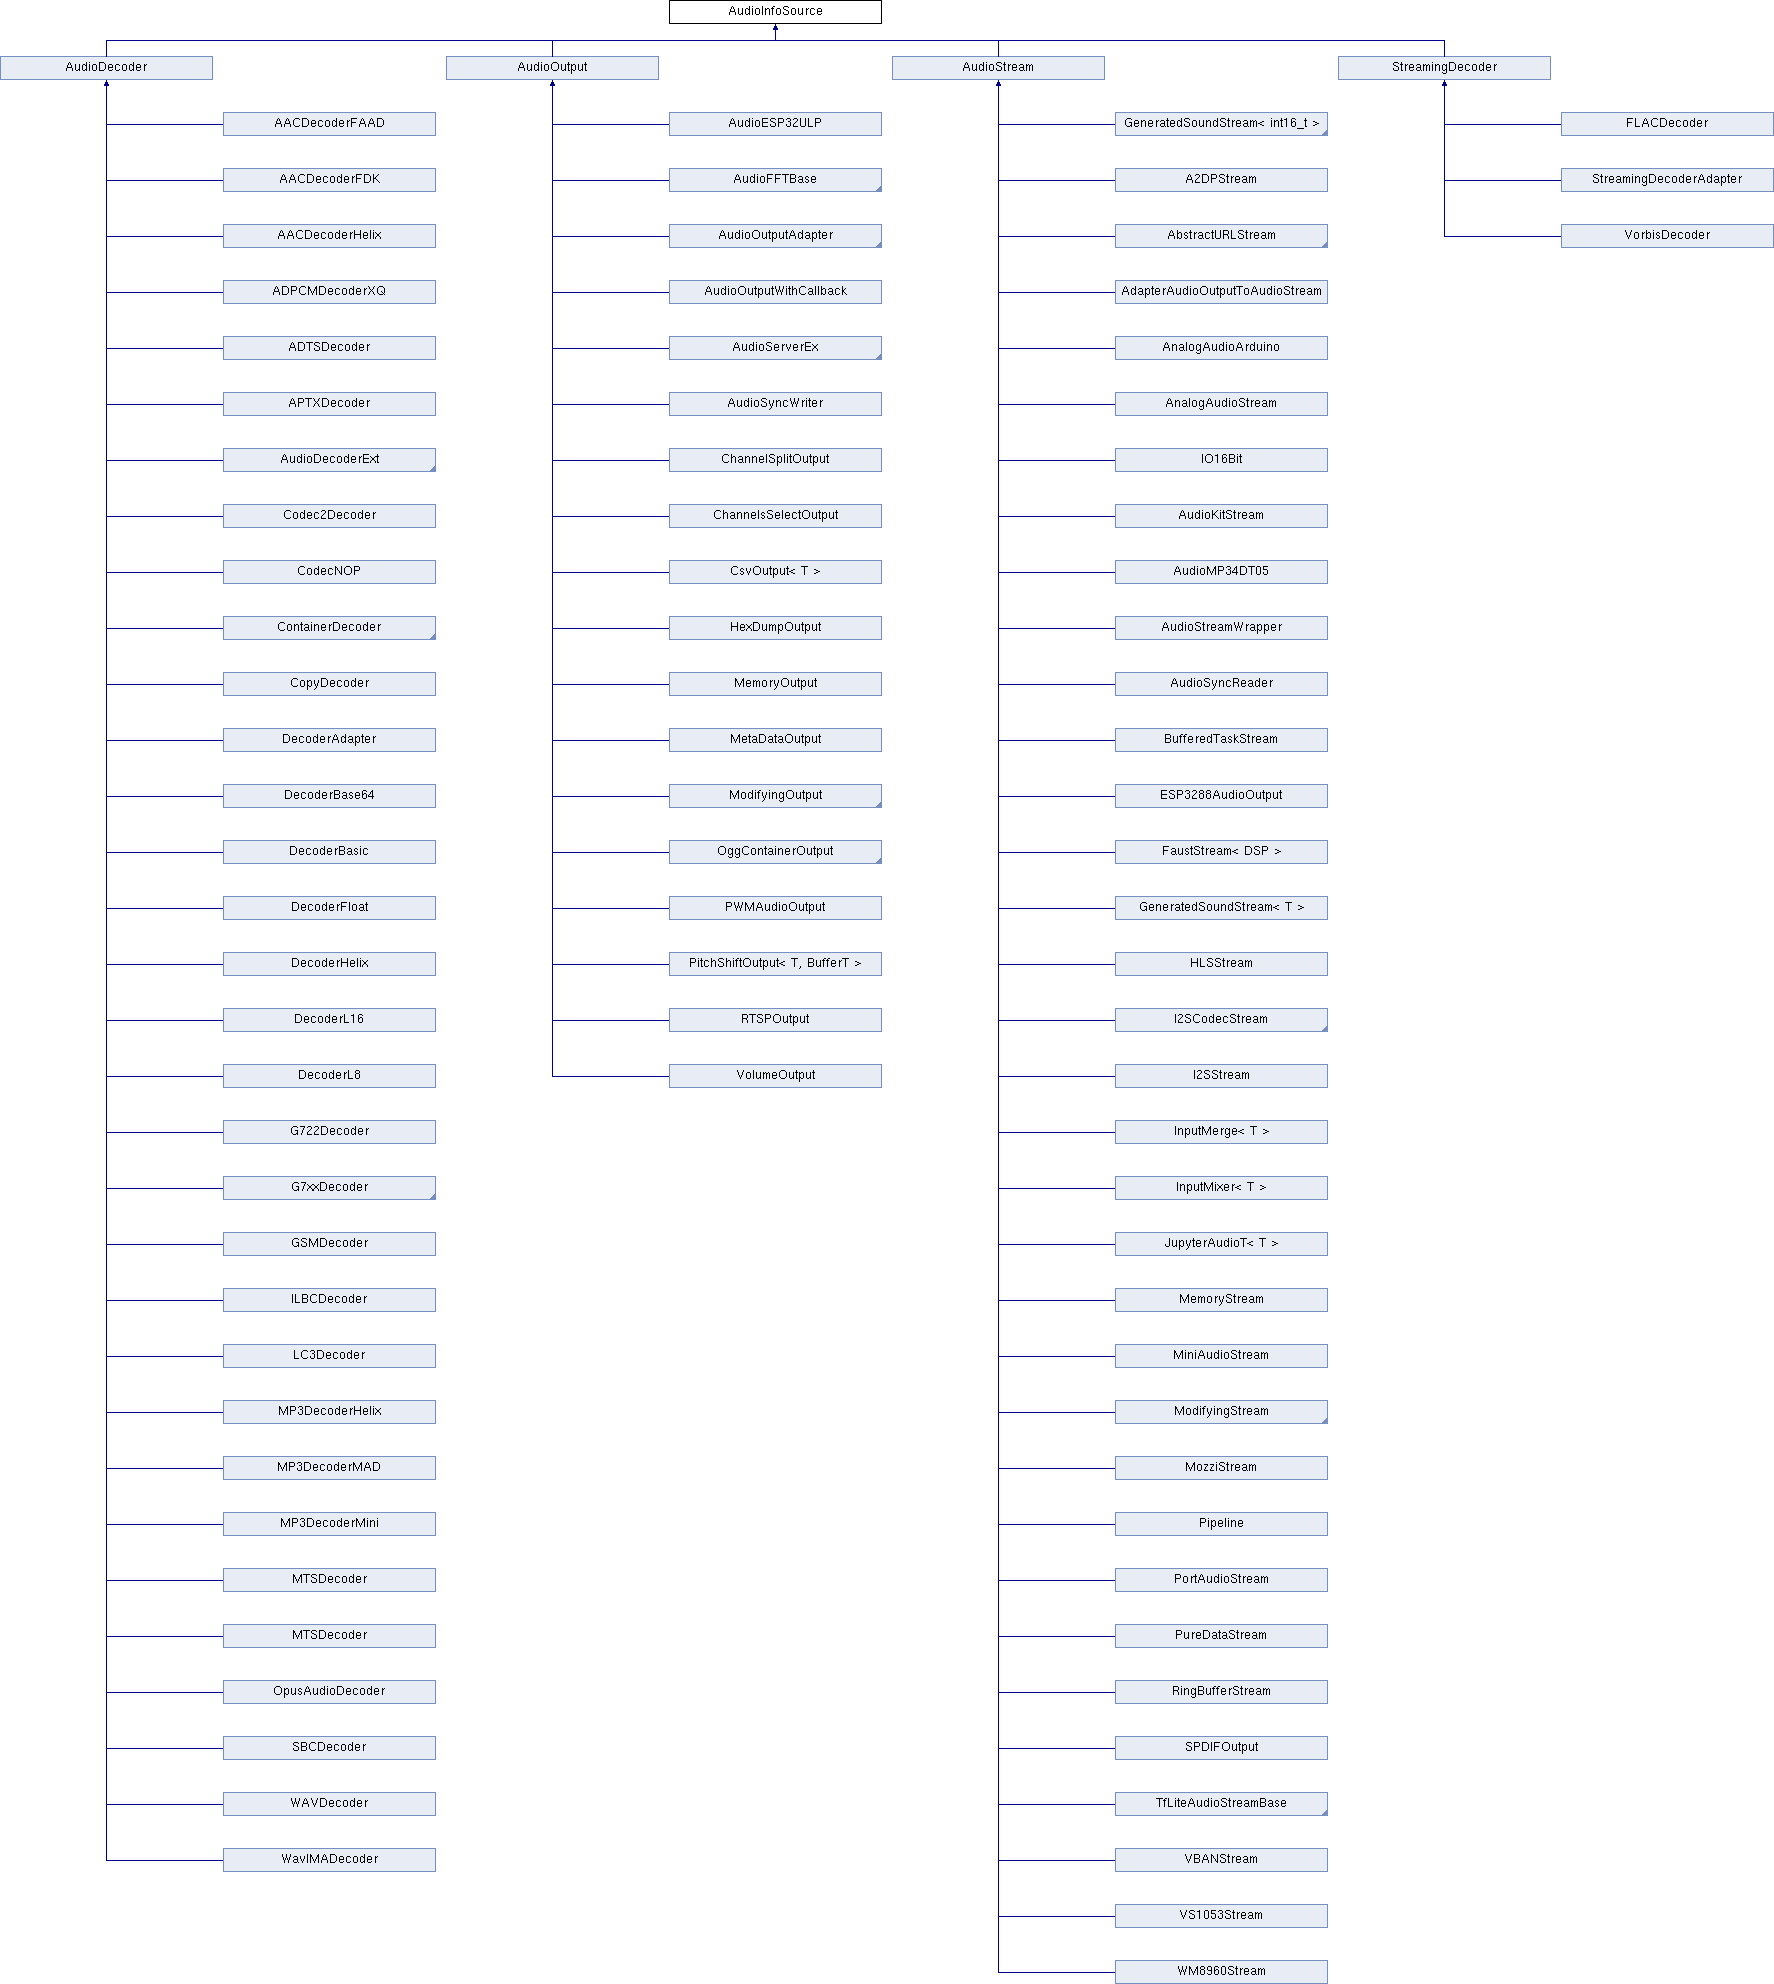 AudioInfoSource
AudioDecoder
AudioOutput
AudioStream
StreamingDecoder
AACDecoderFAAD
AACDecoderFDK
AACDecoderHelix
ADPCMDecoderXQ
ADTSDecoder
APTXDecoder
AudioDecoderExt
Codec2Decoder
CodecNOP
ContainerDecoder
CopyDecoder
DecoderAdapter
DecoderBase64
DecoderBasic
DecoderFloat
DecoderHelix
DecoderL16
DecoderL8
G722Decoder
G7xxDecoder
GSMDecoder
ILBCDecoder
LC3Decoder
MP3DecoderHelix
MP3DecoderMAD
MP3DecoderMini
MTSDecoder
MTSDecoder
OpusAudioDecoder
SBCDecoder
WAVDecoder
WavIMADecoder
AudioESP32ULP
AudioFFTBase
AudioOutputAdapter
AudioOutputWithCallback
AudioServerEx
AudioSyncWriter
ChannelSplitOutput
ChannelsSelectOutput
CsvOutput< T >
HexDumpOutput
MemoryOutput
MetaDataOutput
ModifyingOutput
OggContainerOutput
PWMAudioOutput
PitchShiftOutput< T, BufferT >
RTSPOutput
VolumeOutput
GeneratedSoundStream< int16_t >
A2DPStream
AbstractURLStream
AdapterAudioOutputToAudioStream
AnalogAudioArduino
AnalogAudioStream
IO16Bit
AudioKitStream
AudioMP34DT05
AudioStreamWrapper
AudioSyncReader
BufferedTaskStream
ESP3288AudioOutput
FaustStream< DSP >
GeneratedSoundStream< T >
HLSStream
I2SCodecStream
I2SStream
InputMerge< T >
InputMixer< T >
JupyterAudioT< T >
MemoryStream
MiniAudioStream
ModifyingStream
MozziStream
Pipeline
PortAudioStream
PureDataStream
RingBufferStream
SPDIFOutput
TfLiteAudioStreamBase
VBANStream
VS1053Stream
WM8960Stream
FLACDecoder
StreamingDecoderAdapter
VorbisDecoder